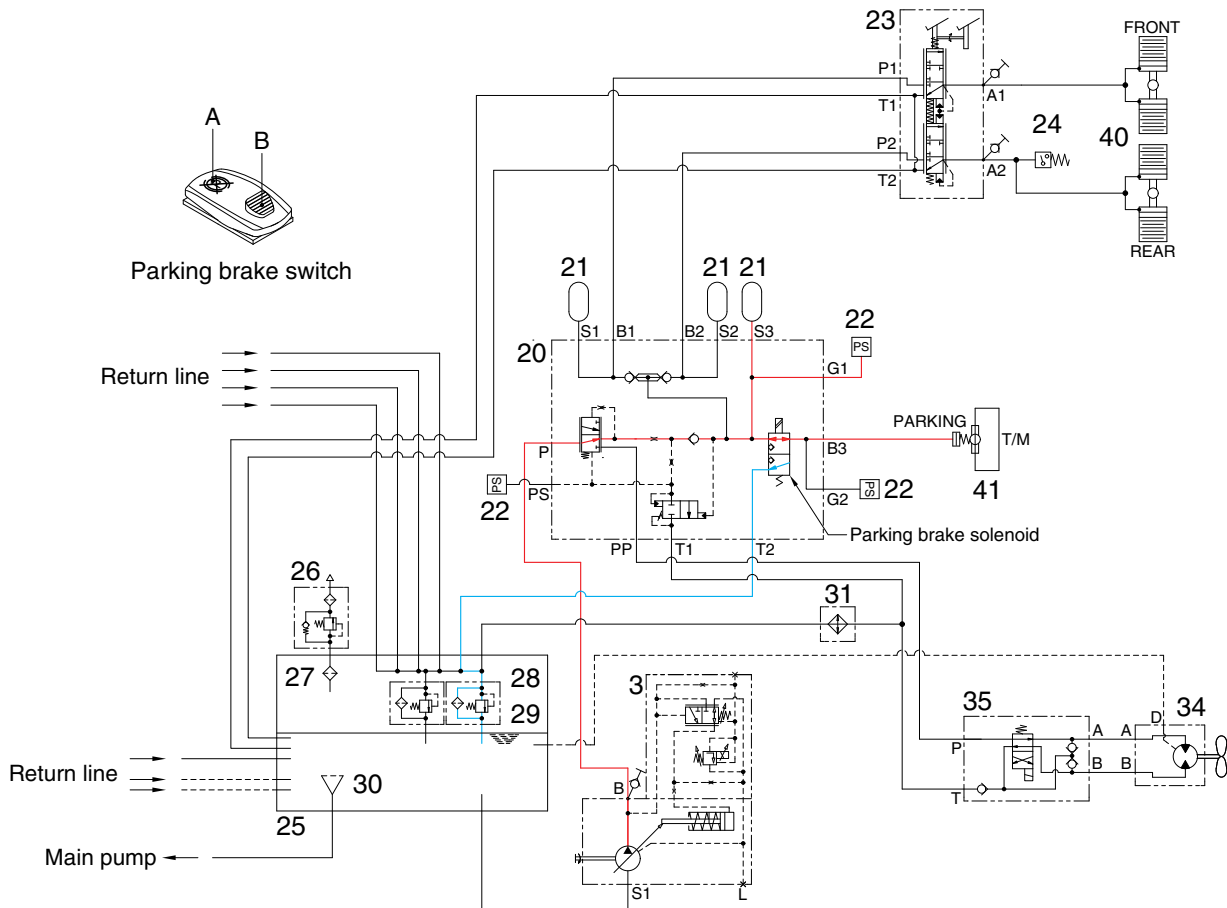 23
FRONT
P1
T1
A1
24
40
P2
T2
A2
REAR
A
B
Parking brake switch
21
21
21
S1
B1
B2
S2
S3
22
PS
20
G1
Return line
PARKING
T/M
P
B3
PS
PS
22
G2
PS
22
41
PP
T1
T2
Parking brake solenoid
26
31
27
28
29
3
35
34
D
A
A
P
B
B
T
Return line
30
B
25
Main pump
S1
L